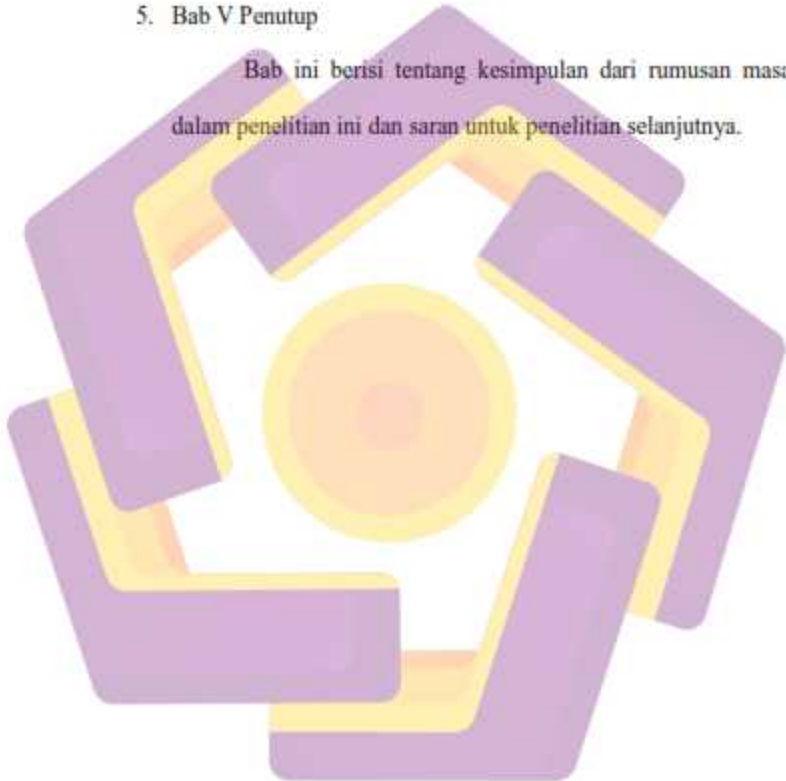 5. Bab V Penutup
Bab ini berisi tentang kesimpulan dari rumusan
dalam penelitian ini dan saran untuk penelitian selanjutnya.